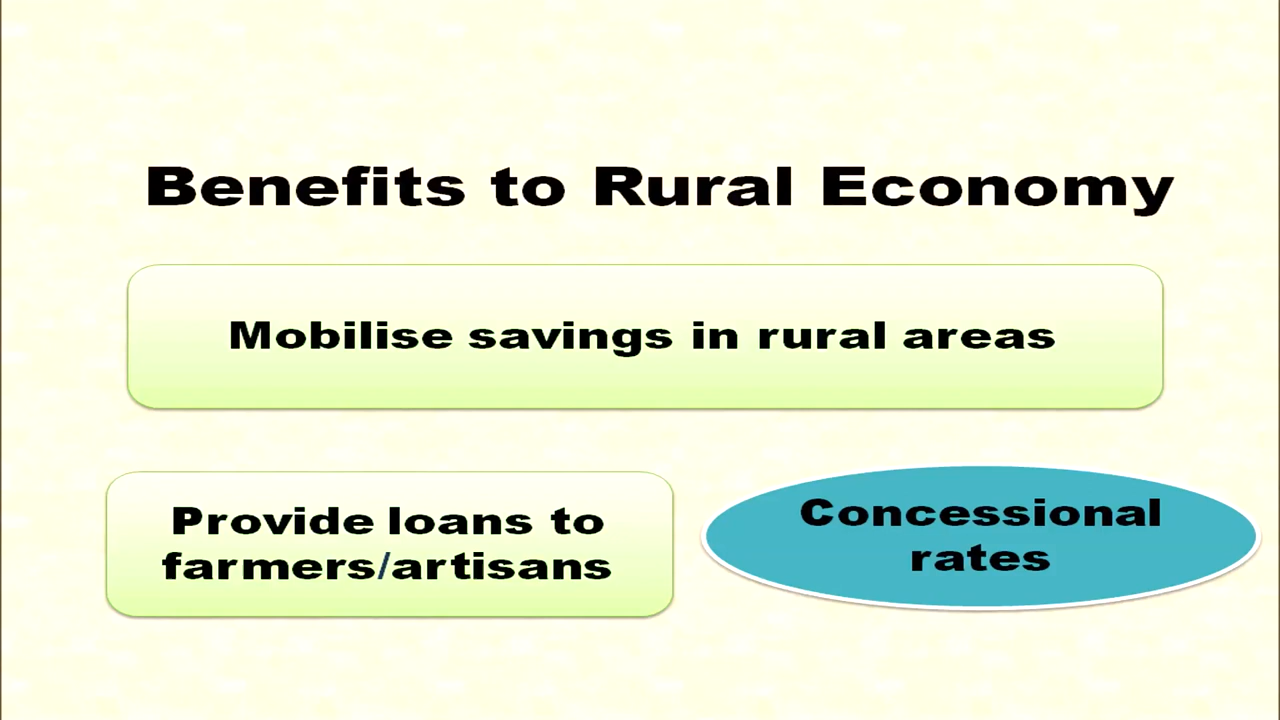 Benefits to Rural Economy
Mobilise savings in rural areas
Provide loans to
farmers/artisans
Concessional
rates